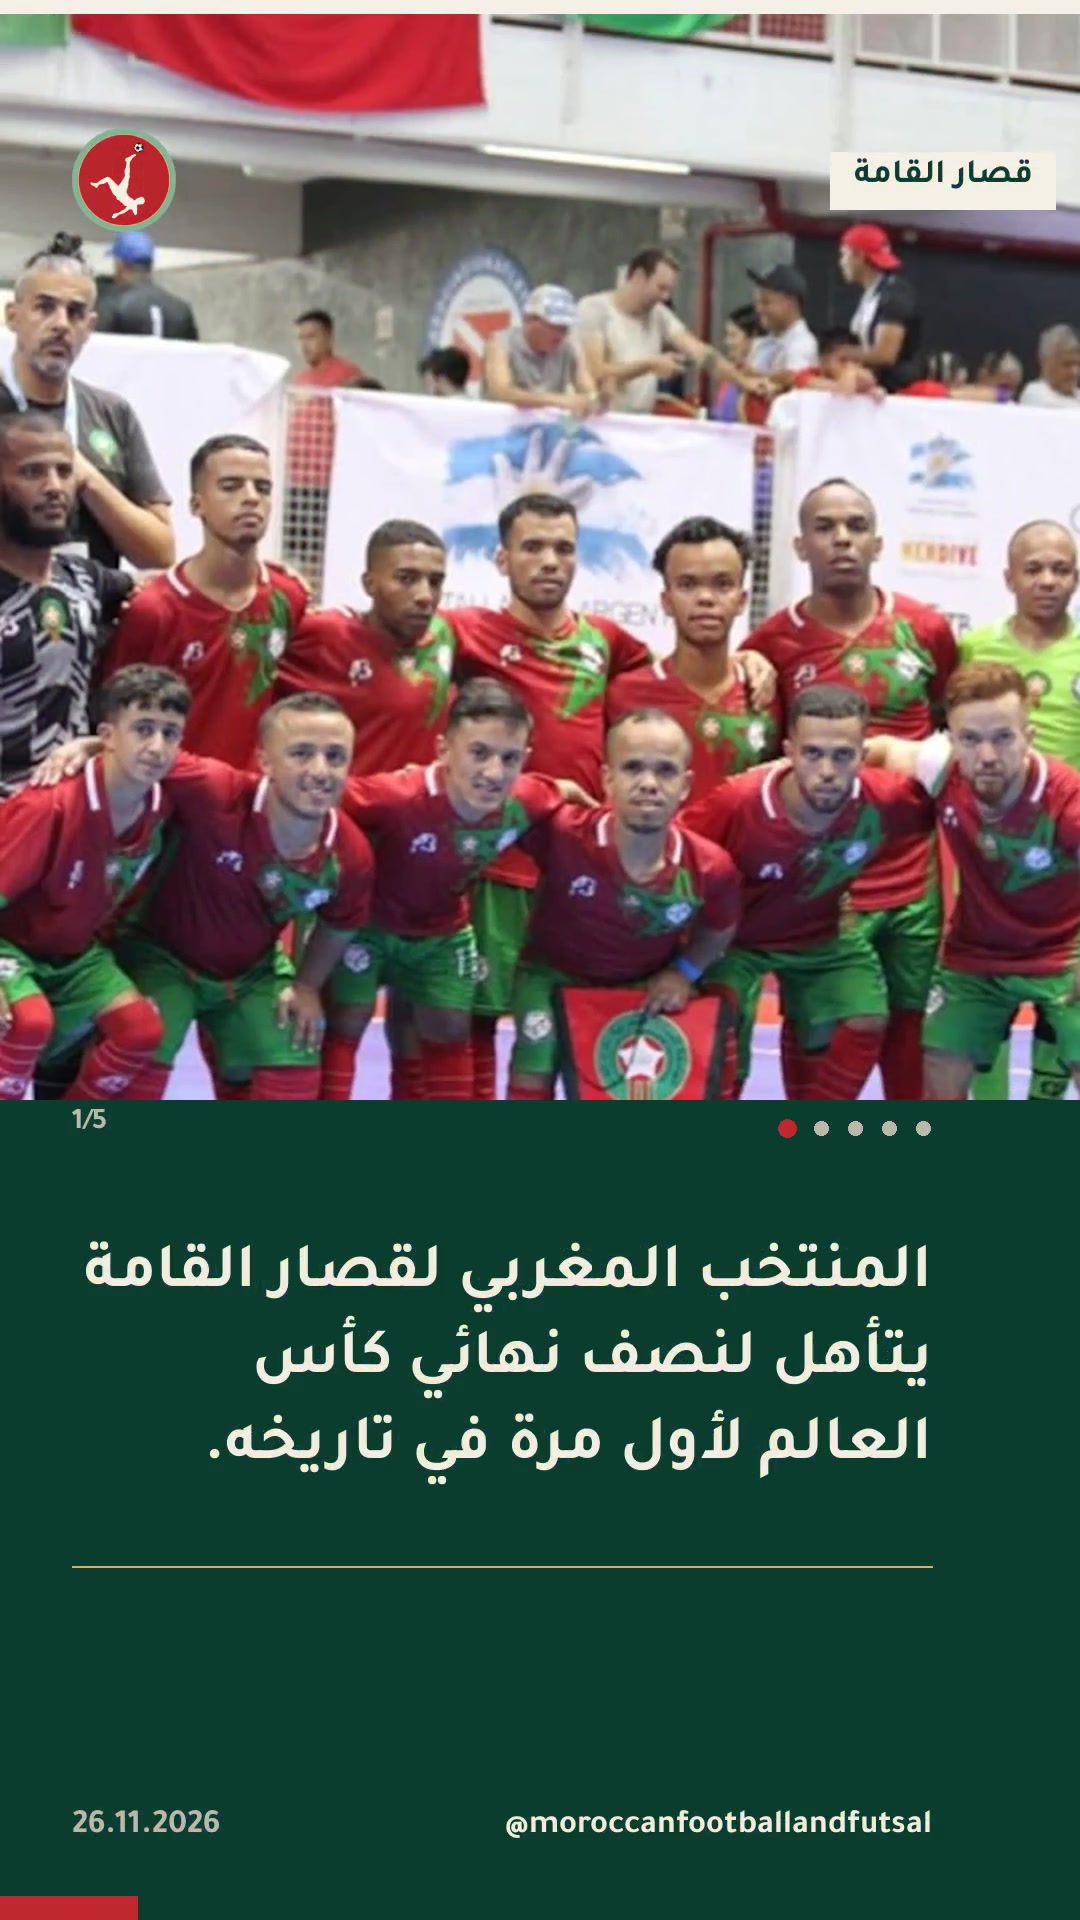 قصار القامة
1/5
المنتخب المغربي لقصار القامة
يتأهل لنصف نهائي كأس
العالم لأول مرة في تاريخه.
26.11.2026
@moroccanfootballandfutsal